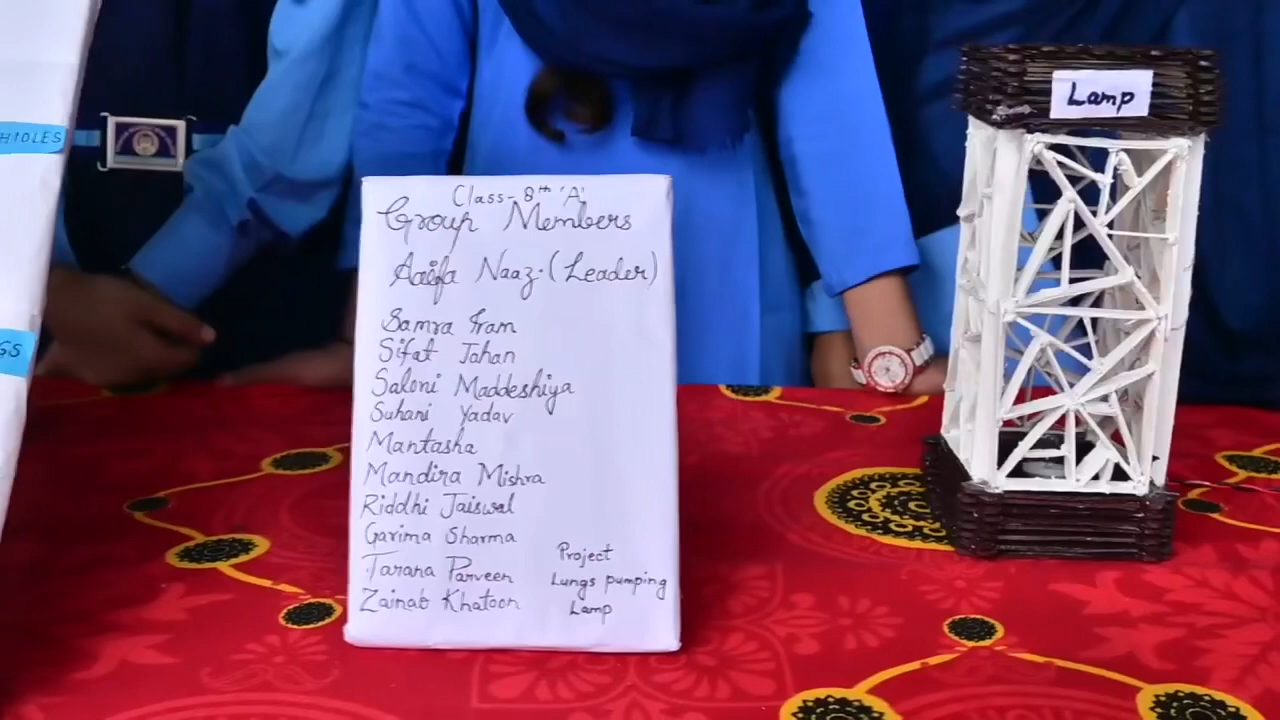 HIOLES
GS
Class-8th 'A'
Group Members
Aaifa Naaz.(Leader)
Samra Iram
Sifat Jahan
Saloni Maddeshiya
Suhani Yadav
Mantasha
Mandira Mishra
Riddhi Jaiswal
Garima Sharma
Tarana Parveen
Zainab Khatoon
Project
Lungs pumping
Lamp
Lamp